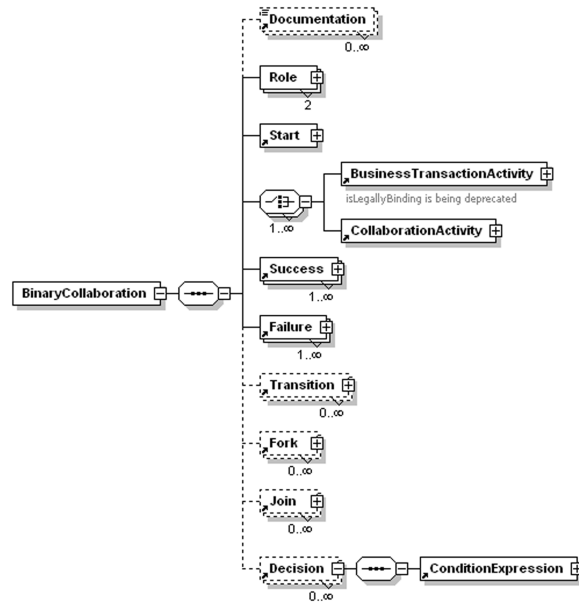 Documentation
0..∞
Role
2
Start
BusinessTransactionActivity
isLegallyBinding is being deprecated
1..∞
CollaborationActivity
Success
1..∞
BinaryCollaboration
Failure
1..∞
Transition
0..∞
Fork
0..∞
Join
0..∞
Decision
ConditionExpression
0..∞